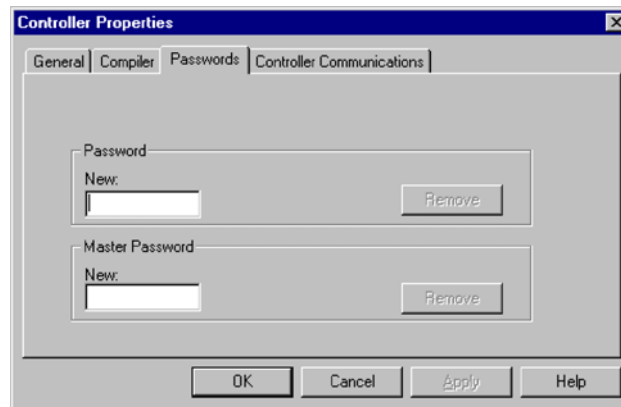 Controller Properties
General Compiler Passwords Controller Communications
Password
New:
Remove
Master Password
New:
Remove
OK Cancel Apply Help